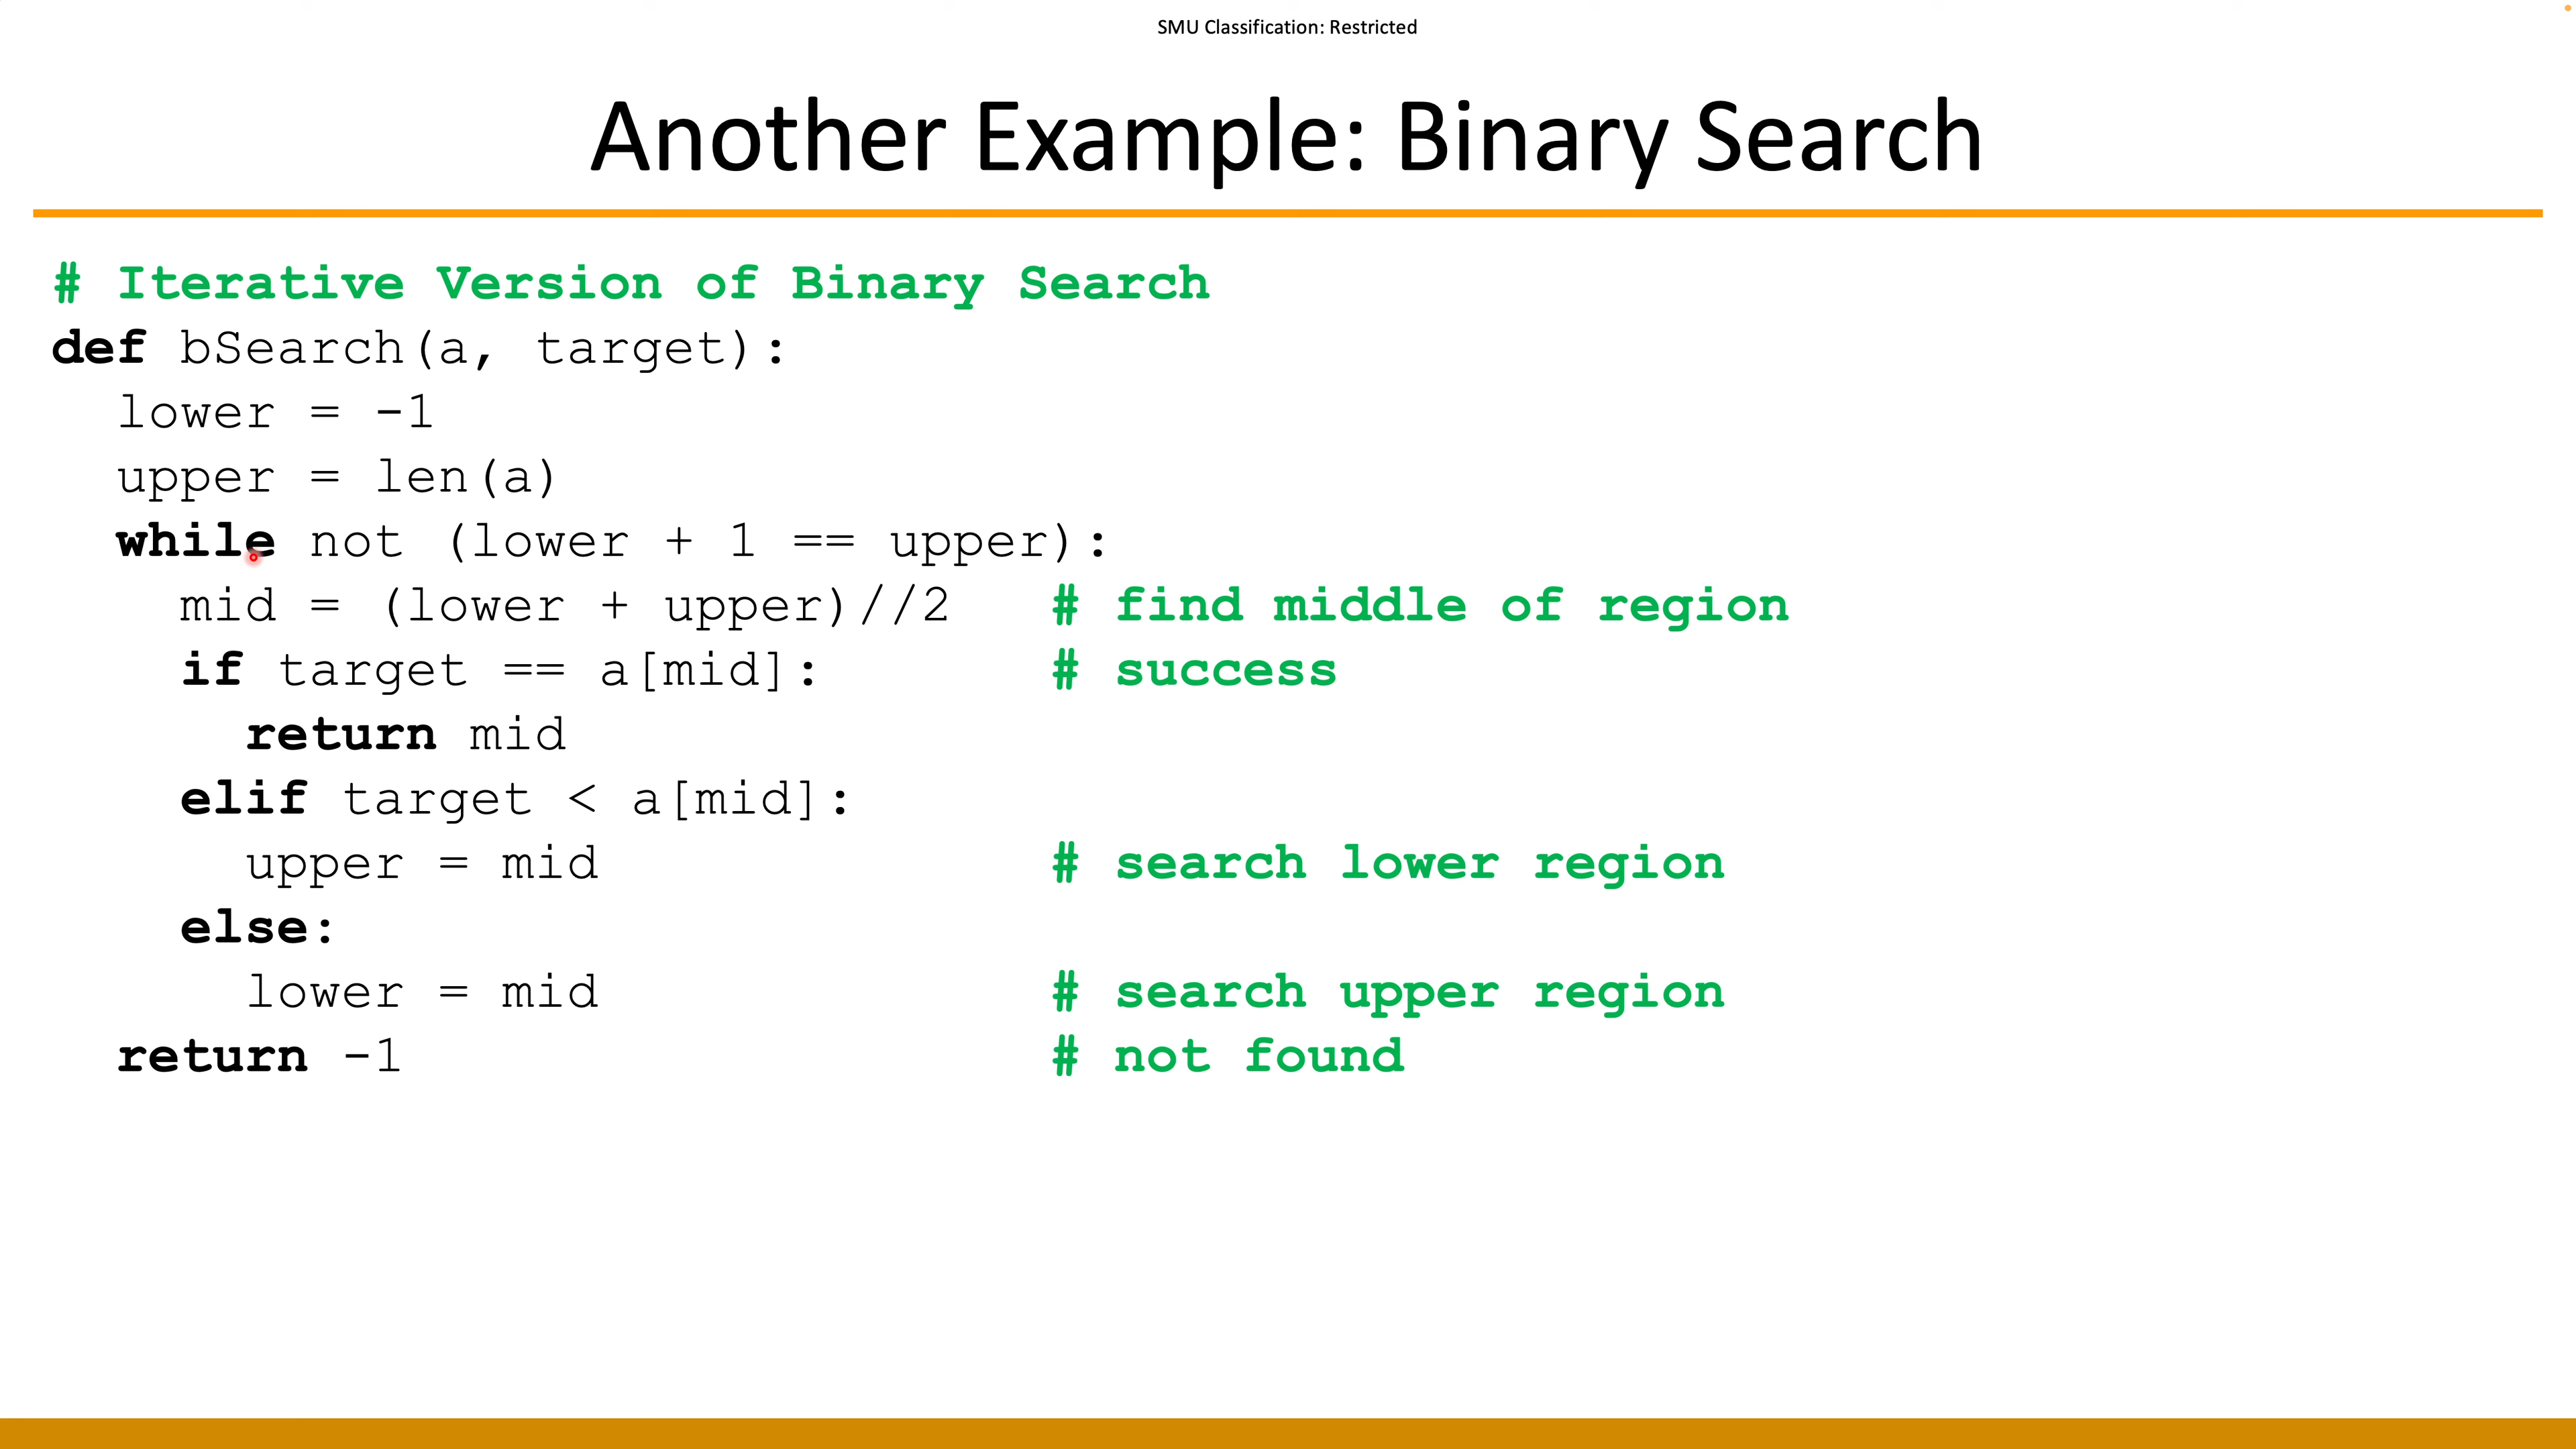 SMU Classification: Restricted
Another Example: Binary Search
# Iterative Version of Binary Search
def bSearch(a, target):
lower = -1
upper = len(a)
while not (lower + 1 == upper):
mid = (lower + upper)//2 # find middle of region
if target == a[mid]: # success
return mid
elif target < a[mid]:
upper = mid # search lower region
else:
lower = mid # search upper region
return -1 # not found